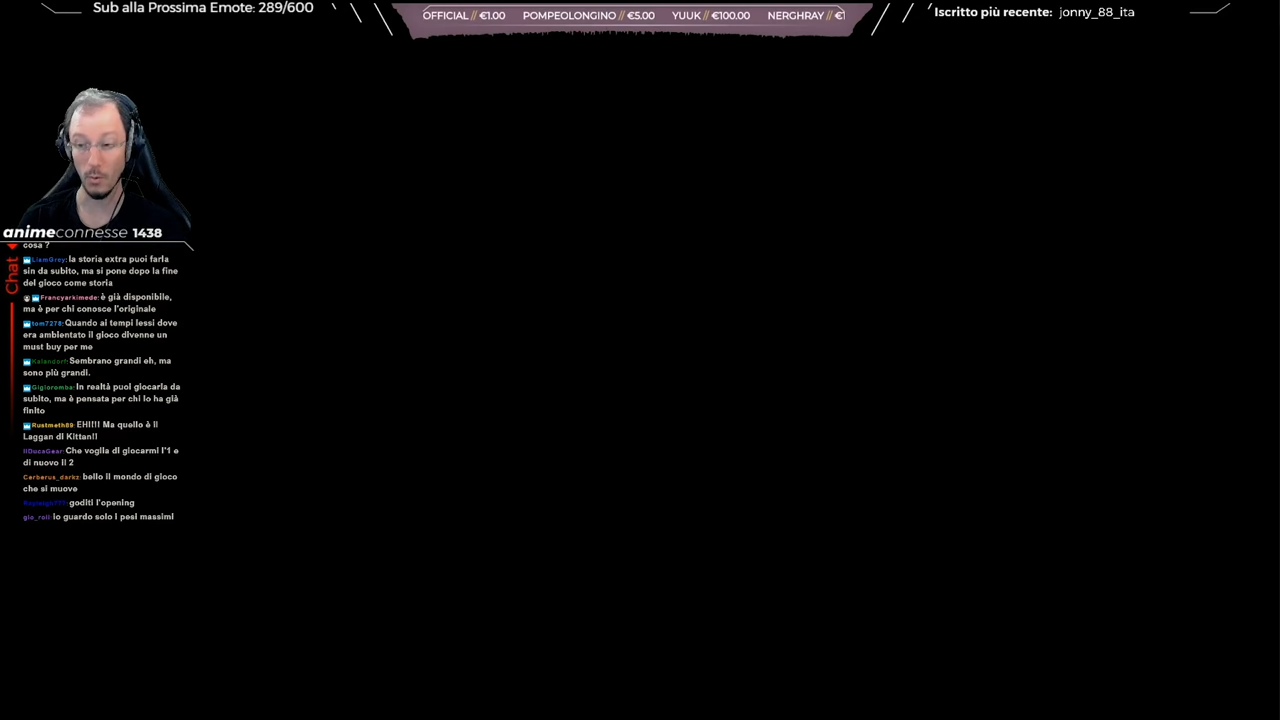 Sub alla Prossima Emote: 289/600
OFFICIAL // €1.00 POMPEOLONGINO // €5.00 YUUK // €100.00 NERGHRAY // €1
Iscritto più recente: jonny_88_ita
animeconnesse 1438
Chat
cosa ?
LiamGrey: la storia extra puoi farla
sin da subito, ma si pone dopo la fine
del gioco come storia
Francyarkimede: è già disponibile,
ma è per chi conosce l'originale
tom7278: Quando ai tempi lessi dove
era ambientato il gioco divenne un
must buy per me
Kalandorf: Sembrano grandi eh, ma
sono più grandi.
Gigioromba: In realtà puoi giocarla da
subito, ma è pensata per chi lo ha già
finito
Rustmeth89: EHI!!! Ma quello è il
Laggan di Kittan!!
IlDucaGear: Che voglia di giocarmi l'1 e
di nuovo il 2
Cerberus_darkz: bello il mondo di gioco
che si muove
goditi l'opening
gio_roll: io guardo solo i pesi massimi